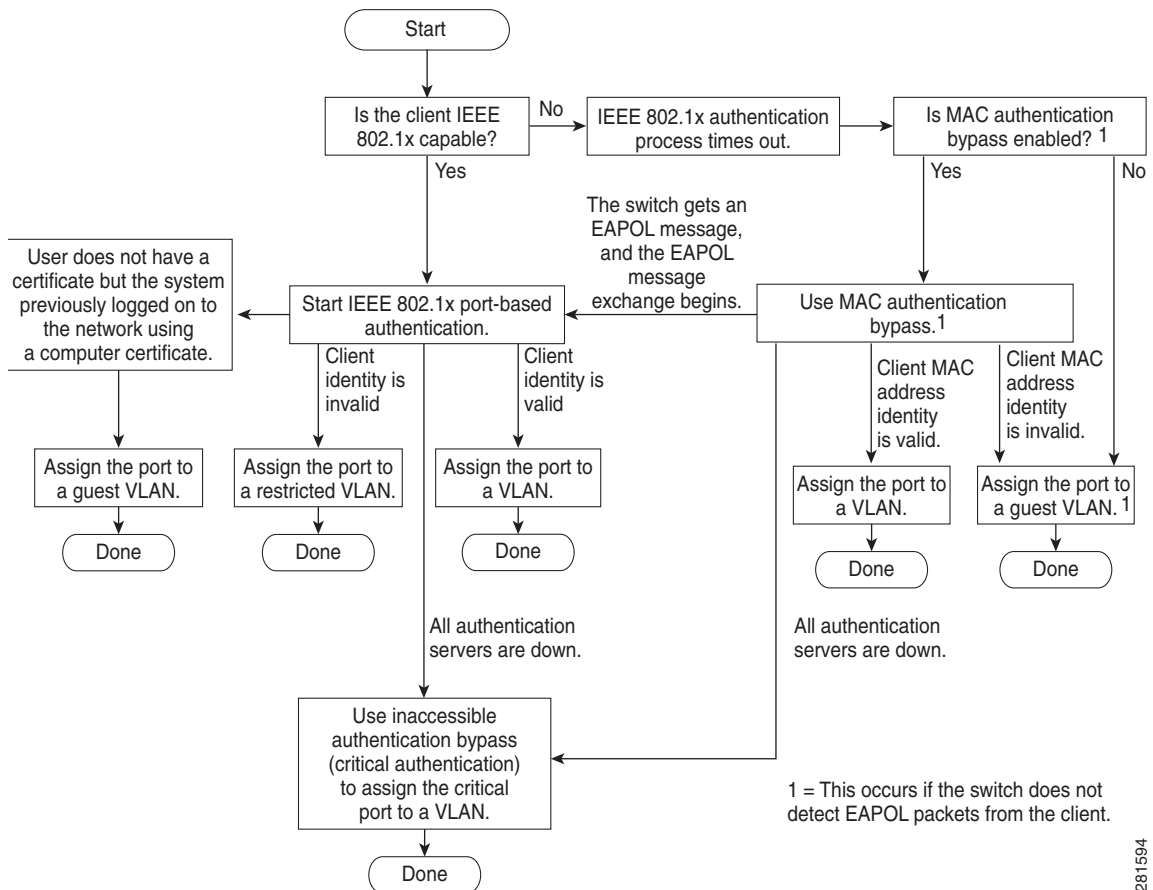 Start
Is the client IEEE
802.1x capable?
No
IEEE 802.1x authentication
process times out.
Is MAC authentication
bypass enabled? 1
Yes
Yes
No
The switch gets an
EAPOL message,
and the EAPOL
message
exchange begins.
User does not have a
certificate but the system
previously logged on to
the network using
a computer certificate.
Start IEEE 802.1x port-based
authentication.
Use MAC authentication
bypass.1
Client
identity is
invalid
Client
identity is
valid
Client MAC
address
identity
is valid.
Client MAC
address
identity
is invalid.
Assign the port to
a guest VLAN.
Assign the port to
a restricted VLAN.
Assign the port to
a VLAN.
Assign the port to
a VLAN.
Assign the port to
a guest VLAN.1
Done
Done
Done
Done
Done
All authentication
servers are down.
All authentication
servers are down.
Use inaccessible
authentication bypass
(critical authentication)
to assign the critical
port to a VLAN.
Done
1 = This occurs if the switch does not
detect EAPOL packets from the client.
281594